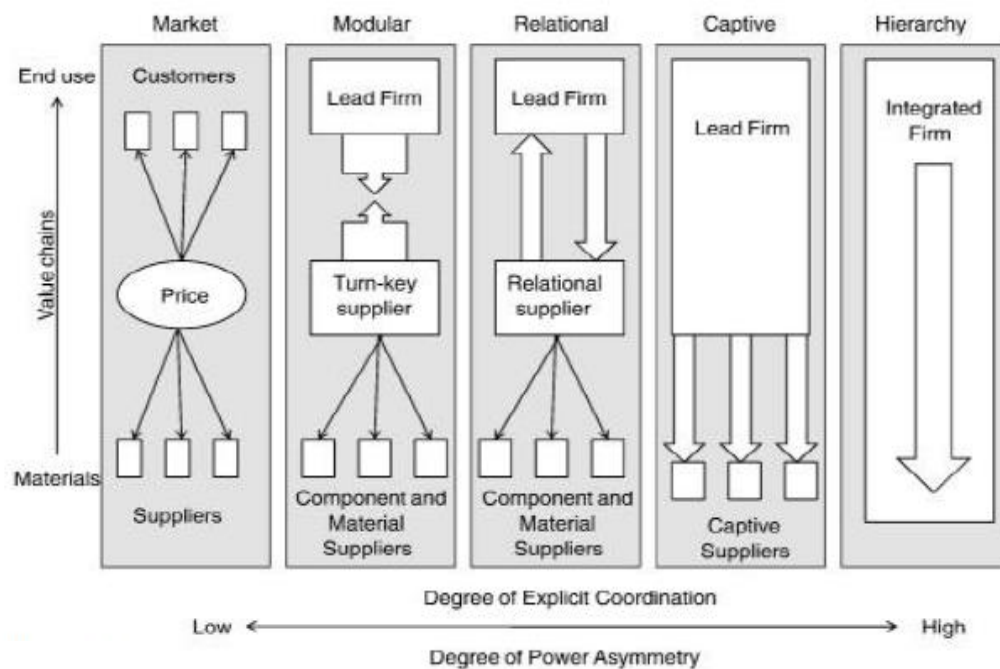 Market
Modular
Relational
Captive
Hierarchy
End use
Value chains
Materials
Customers
Price
Suppliers
Lead Firm
Turn-key
supplier
Component and
Material
Suppliers
Lead Firm
Relational
supplier
Component and
Material
Suppliers
Lead Firm
Captive
Suppliers
Integrated
Firm
Degree of Explicit Coordination
Low
High
Degree of Power Asymmetry